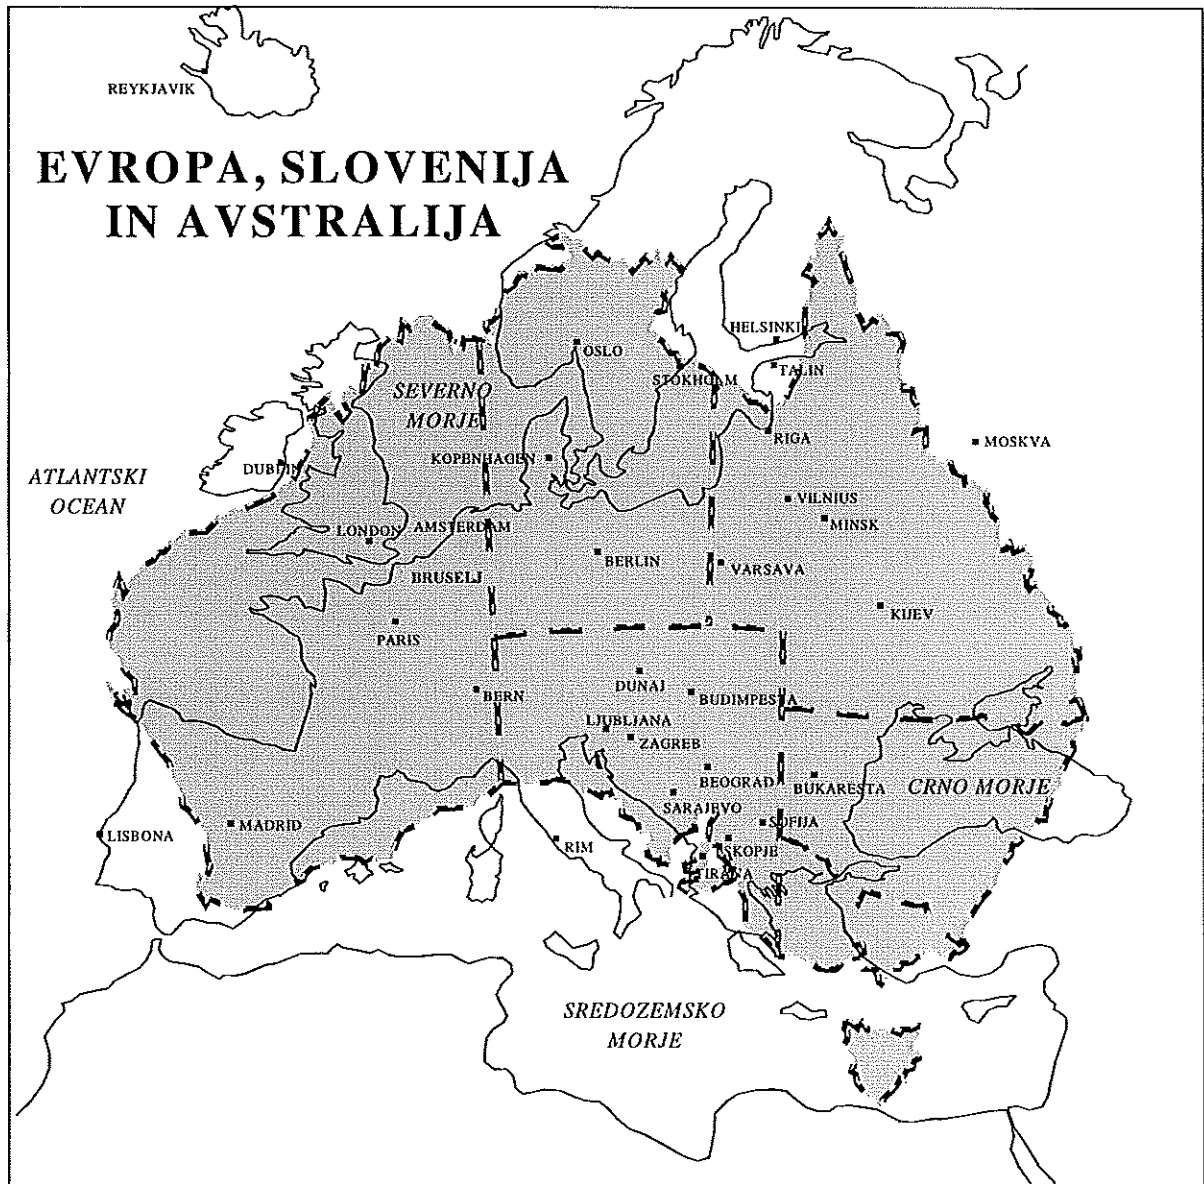 REYKJAVIK
EVROPA, SLOVENIJA
IN AVSTRALIJA
HELSINKI
OSLO
TALIN
STOKHOLM
SEVERNO
MORJE
RIGA
MOSKVA
KOPENHAGEN
DUBLIN
ATLANTSKI
OCEAN
VILNIUS
MINSK
LONDON
AMSTERDAM
BERLIN
VARSAVA
BRUSELJ
KIJEV
PARIS
DUNAJ
BERN
BUDIMPESTA
LJUBLJANA
ZAGREB
BEOGRAD
BUKARESTA
CRNO MORJE
SARAJEVO
MADRID
SOFIJA
LISBONA
RIM
SKOPJE
TIRANA
SREDOZEMSKO
MORJE